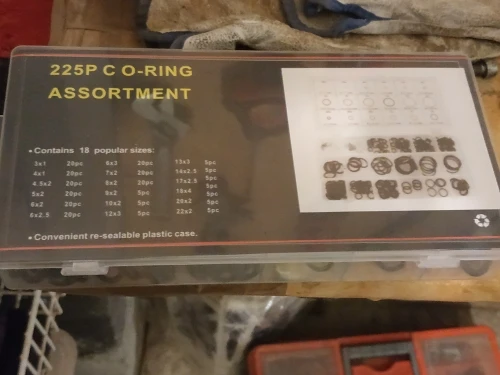 225P C O-RING
ASSORTMENT
• Contains 18 popular sizes:
3x1 20pc 6x3 20pc 13x3 5pc
4x1 20pc 7x2 20pc 14x2.5 5pc
4.5x2 20pc 8x2 20pc 17x2.5 5pc
5x2 20pc 9x2 5pc 18x4 5pc
6x2 20pc 10x2 5pc 20x2 5pc
6x2.5 20pc 12x3 5pc 22x2 5pc
• Convenient re-sealable plastic case.